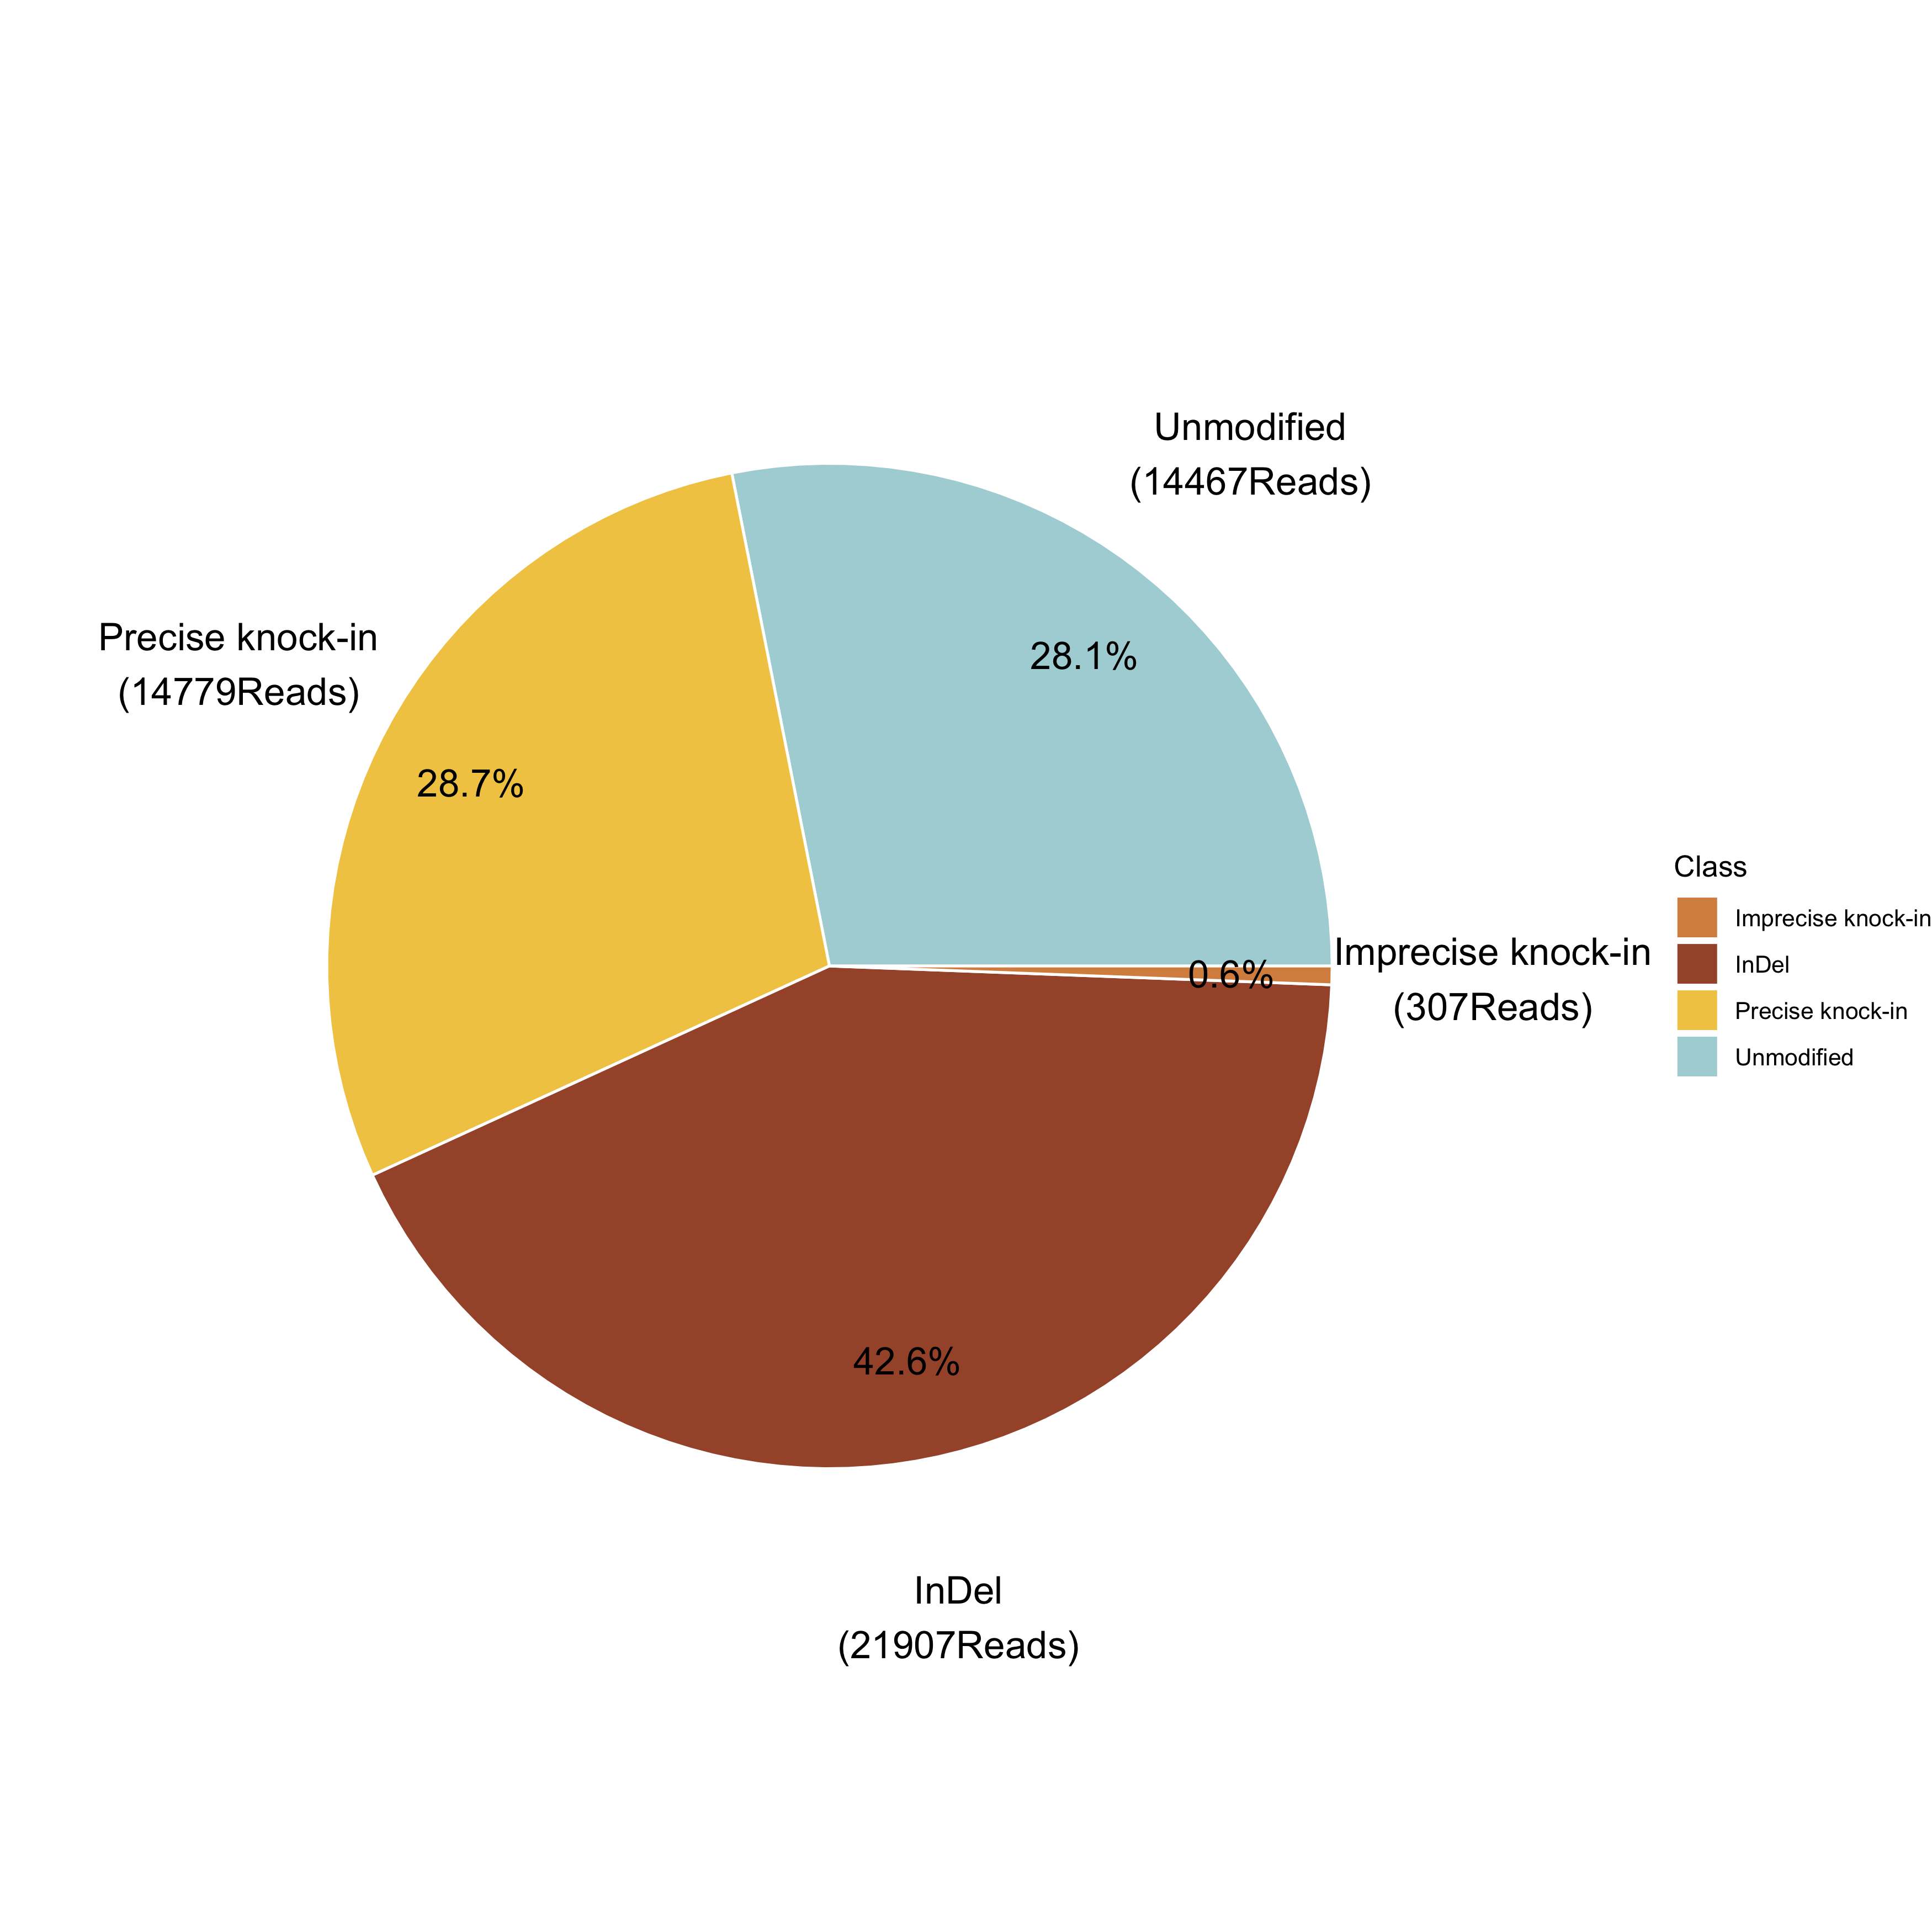 Unmodified
(14467Reads)
Precise knock-in
(14779Reads)
28.1%
28.7%
Imprecise knock-in
(307Reads)
0.6%
42.6%
InDel
(21907Reads)
Class
Imprecise knock-in
InDel
Precise knock-in
Unmodified